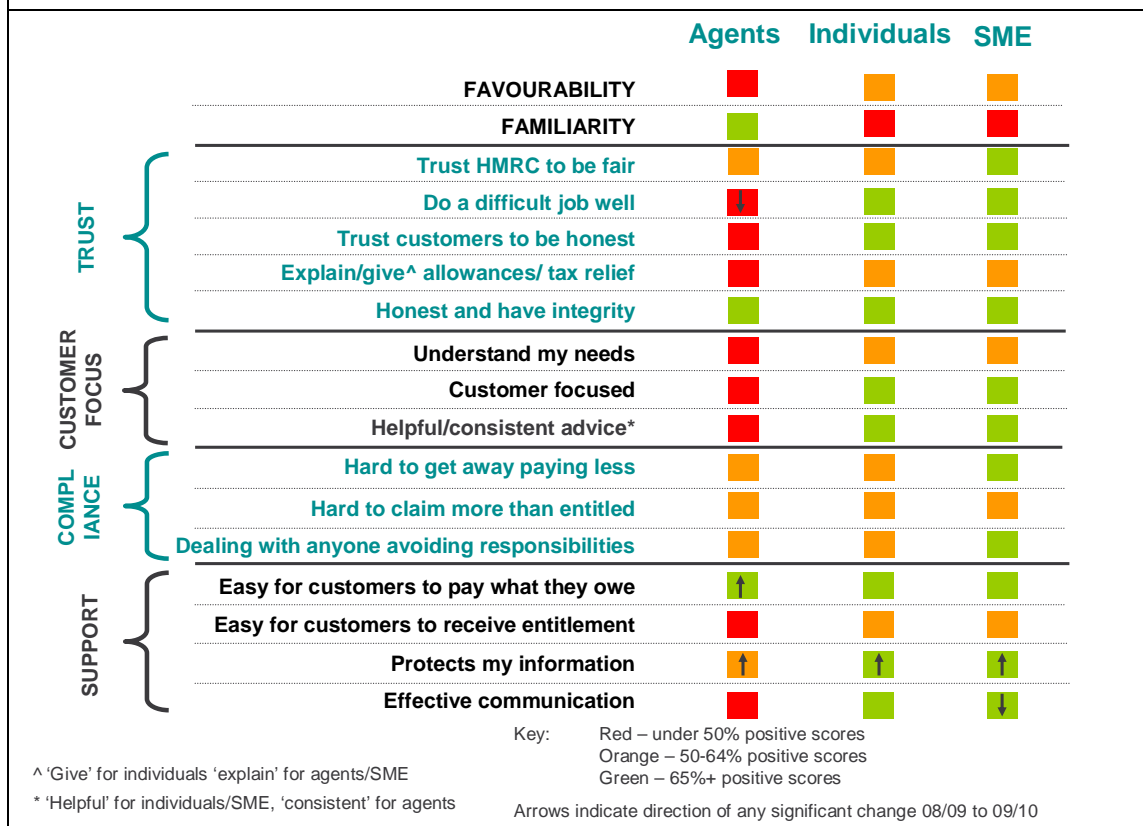 Agents Individuals SME
FAVOURABILITY
FAMILIARITY
TRUST
Trust HMRC to be fair
Do a difficult job well
Trust customers to be honest
Explain/give^ allowances/ tax relief
Honest and have integrity
CUSTOMER
FOCUS
Understand my needs
Customer focused
Helpful/consistent advice*
COMPL
IANCE
Hard to get away paying less
Hard to claim more than entitled
Dealing with anyone avoiding responsibilities
SUPPORT
Easy for customers to pay what they owe
Easy for customers to receive entitlement
Protects my information
Effective communication
Key: Red – under 50% positive scores
Orange – 50-64% positive scores
Green – 65%+ positive scores
^ ‘Give’ for individuals ‘explain’ for agents/SME
* ‘Helpful’ for individuals/SME, ‘consistent’ for agents
Arrows indicate direction of any significant change 08/09 to 09/10